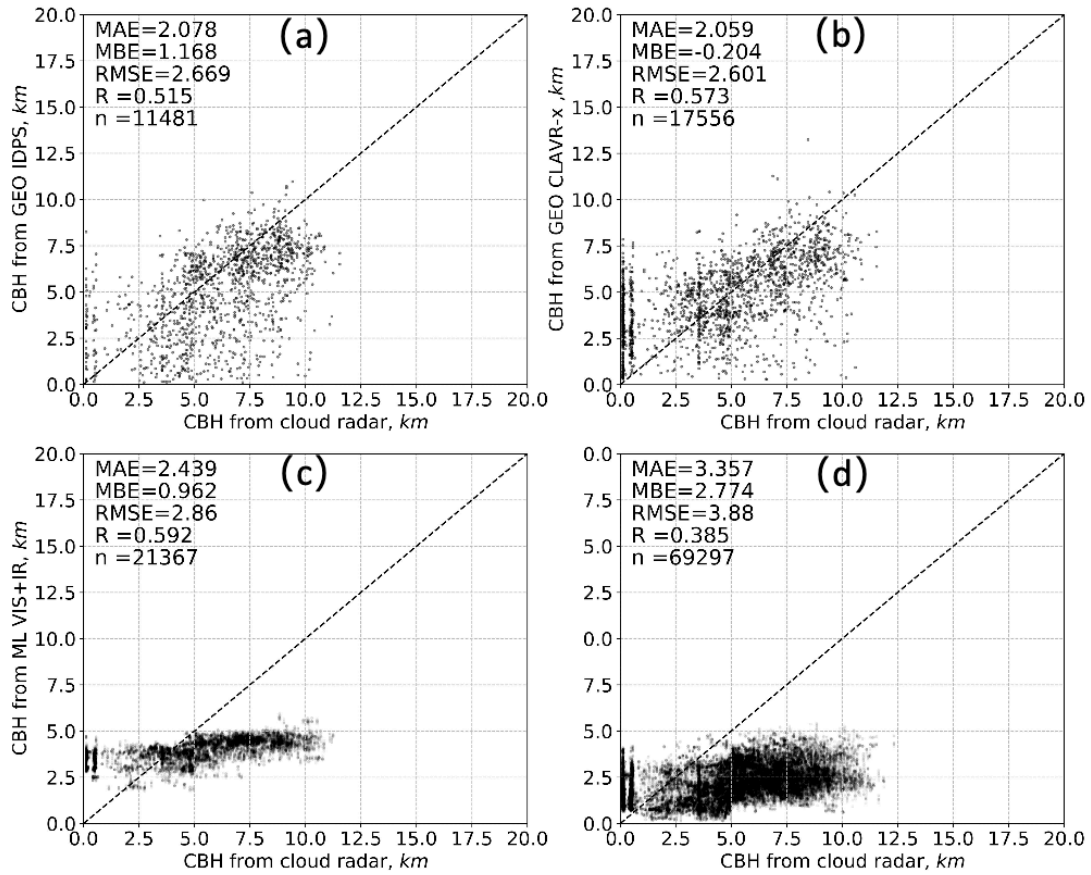 (a)
MAE=2.078
MBE=1.168
RMSE=2.669
R =0.515
n =11481
CBH from GEO IDPS, km
20.0
17.5
15.0
12.5
10.0
7.5
5.0
2.5
0.0
0.0 2.5 5.0 7.5 10.0 12.5 15.0 17.5 20.0
CBH from cloud radar, km
(b)
MAE=2.059
MBE=-0.204
RMSE=2.601
R =0.573
n =17556
CBH from GEO CLAVR-x ,km
20.0
17.5
15.0
12.5
10.0
7.5
5.0
2.5
0.0
0.0 2.5 5.0 7.5 10.0 12.5 15.0 17.5 20.0
CBH from cloud radar, km
(c)
MAE=2.439
MBE=0.962
RMSE=2.86
R =0.592
n =21367
CBH from ML VIS+IR, km
20.0
17.5
15.0
12.5
10.0
7.5
5.0
2.5
0.0
0.0 2.5 5.0 7.5 10.0 12.5 15.0 17.5 20.0
CBH from cloud radar, km
(d)
MAE=3.357
MBE=2.774
RMSE=3.88
R =0.385
n =69297
0.0
7.5
5.0
2.5
0.0
7.5
5.0
2.5
0.0
0.0 2.5 5.0 7.5 10.0 12.5 15.0 17.5 20.0
CBH from cloud radar, km